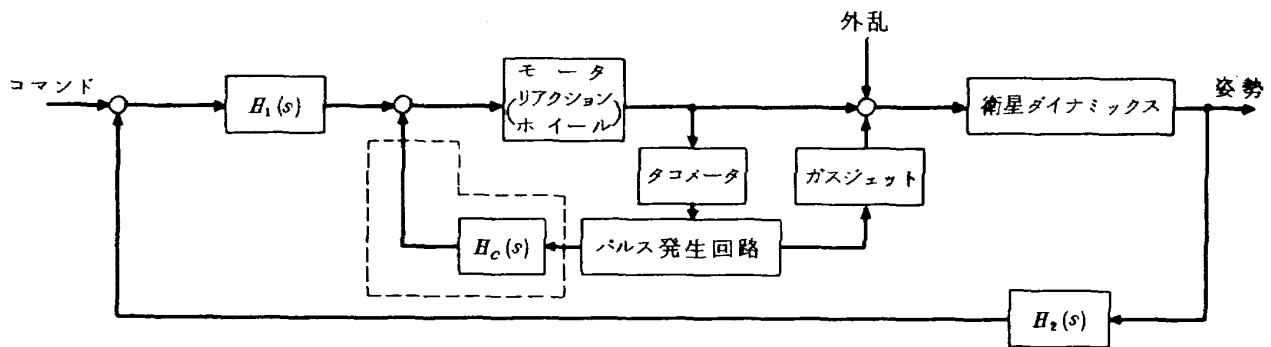 外乱
コマンド
H₁(s)
モータ
(リアクション)
ホイール
衛星ダイナミックス
姿勢
タコメータ
ガスジェット
H_C(s)
パルス発生回路
H₂(s)